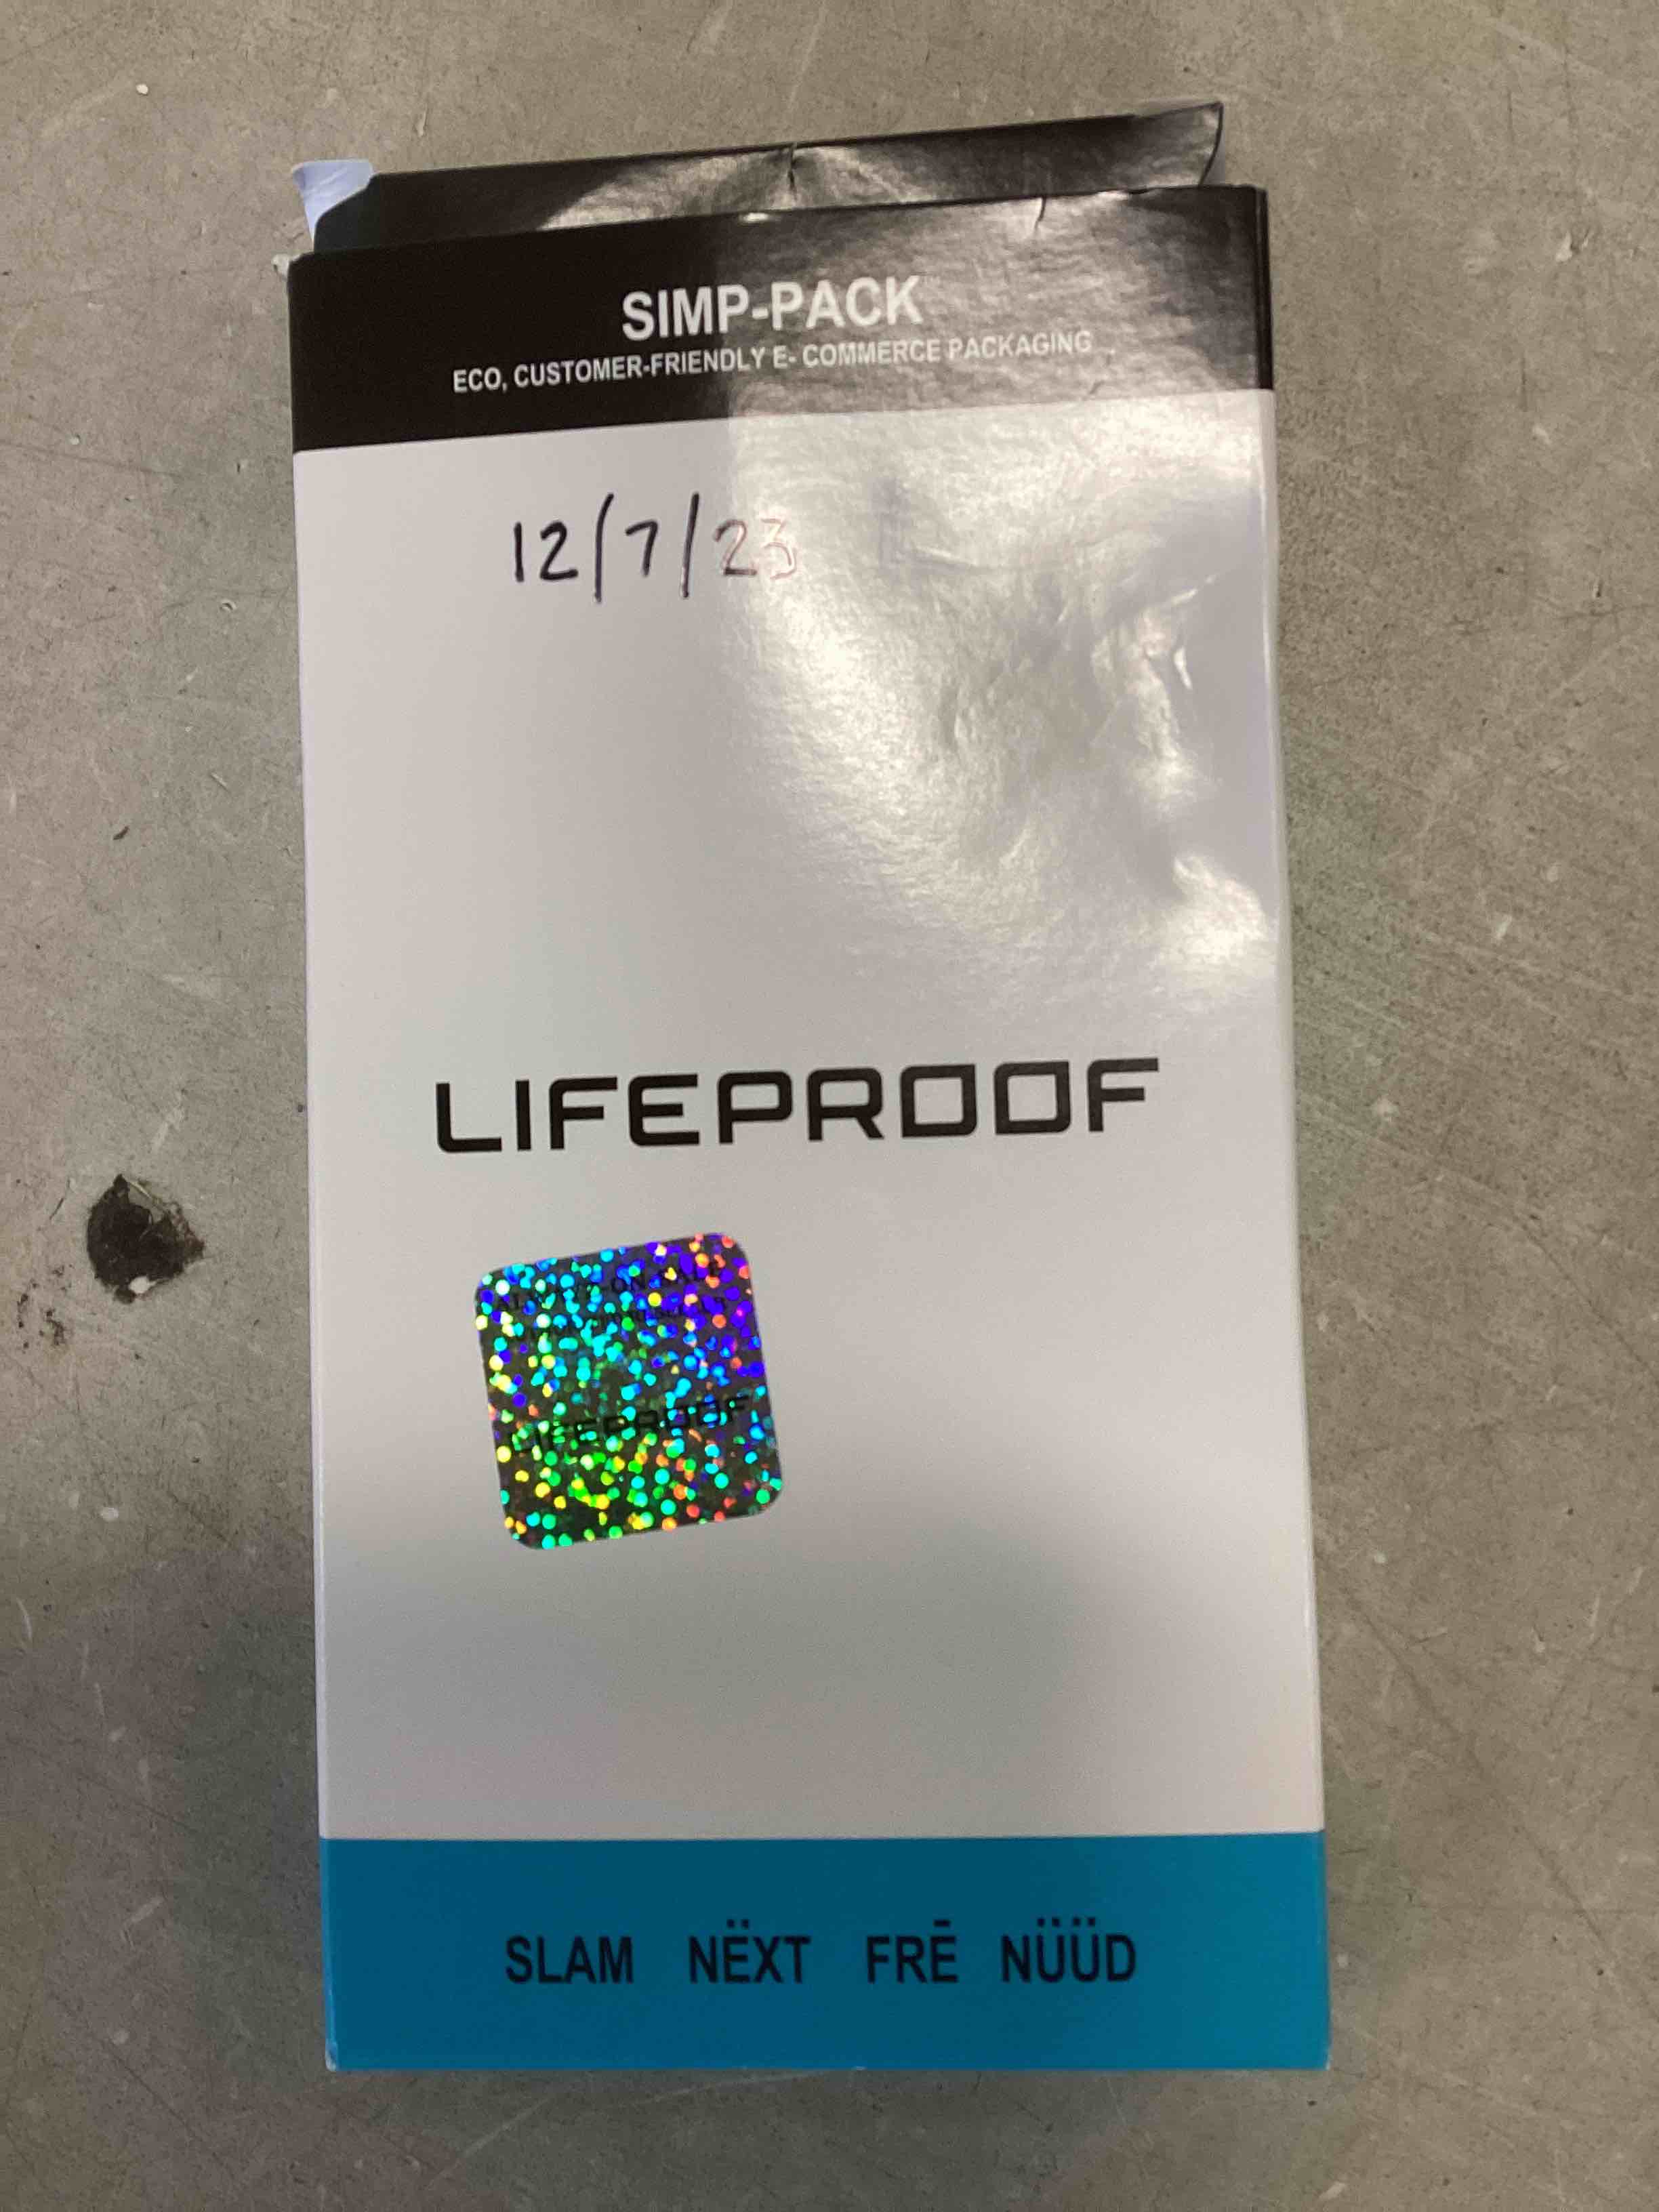 SIMP-PACK
ECO, CUSTOMER-FRIENDLY E- COMMERCE PACKAGING
12/7/23
LIFEPROOF
LIFEPROOF
SLAM NËXT FRĒ NÜÜD